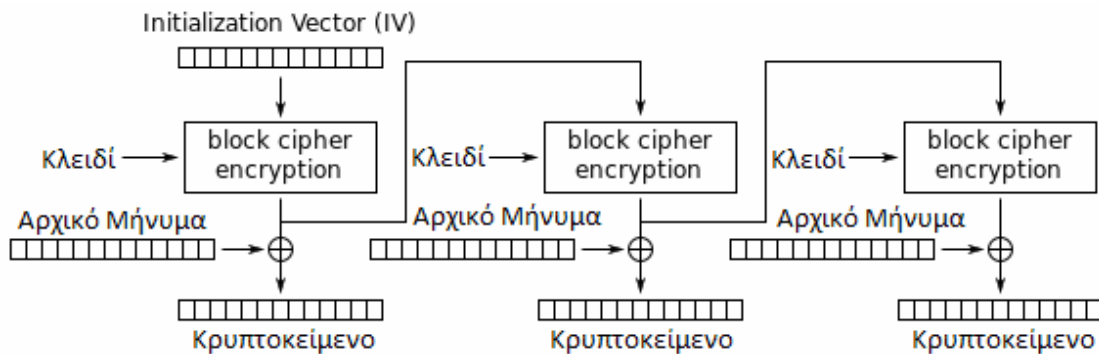 Initialization Vector (IV)
Κλειδί
block cipher
encryption
Κλειδί
block cipher
encryption
Κλειδί
block cipher
encryption
Αρχικό Μήνυμα
Αρχικό Μήνυμα
Αρχικό Μήνυμα
Κρυπτοκείμενο
Κρυπτοκείμενο
Κρυπτοκείμενο